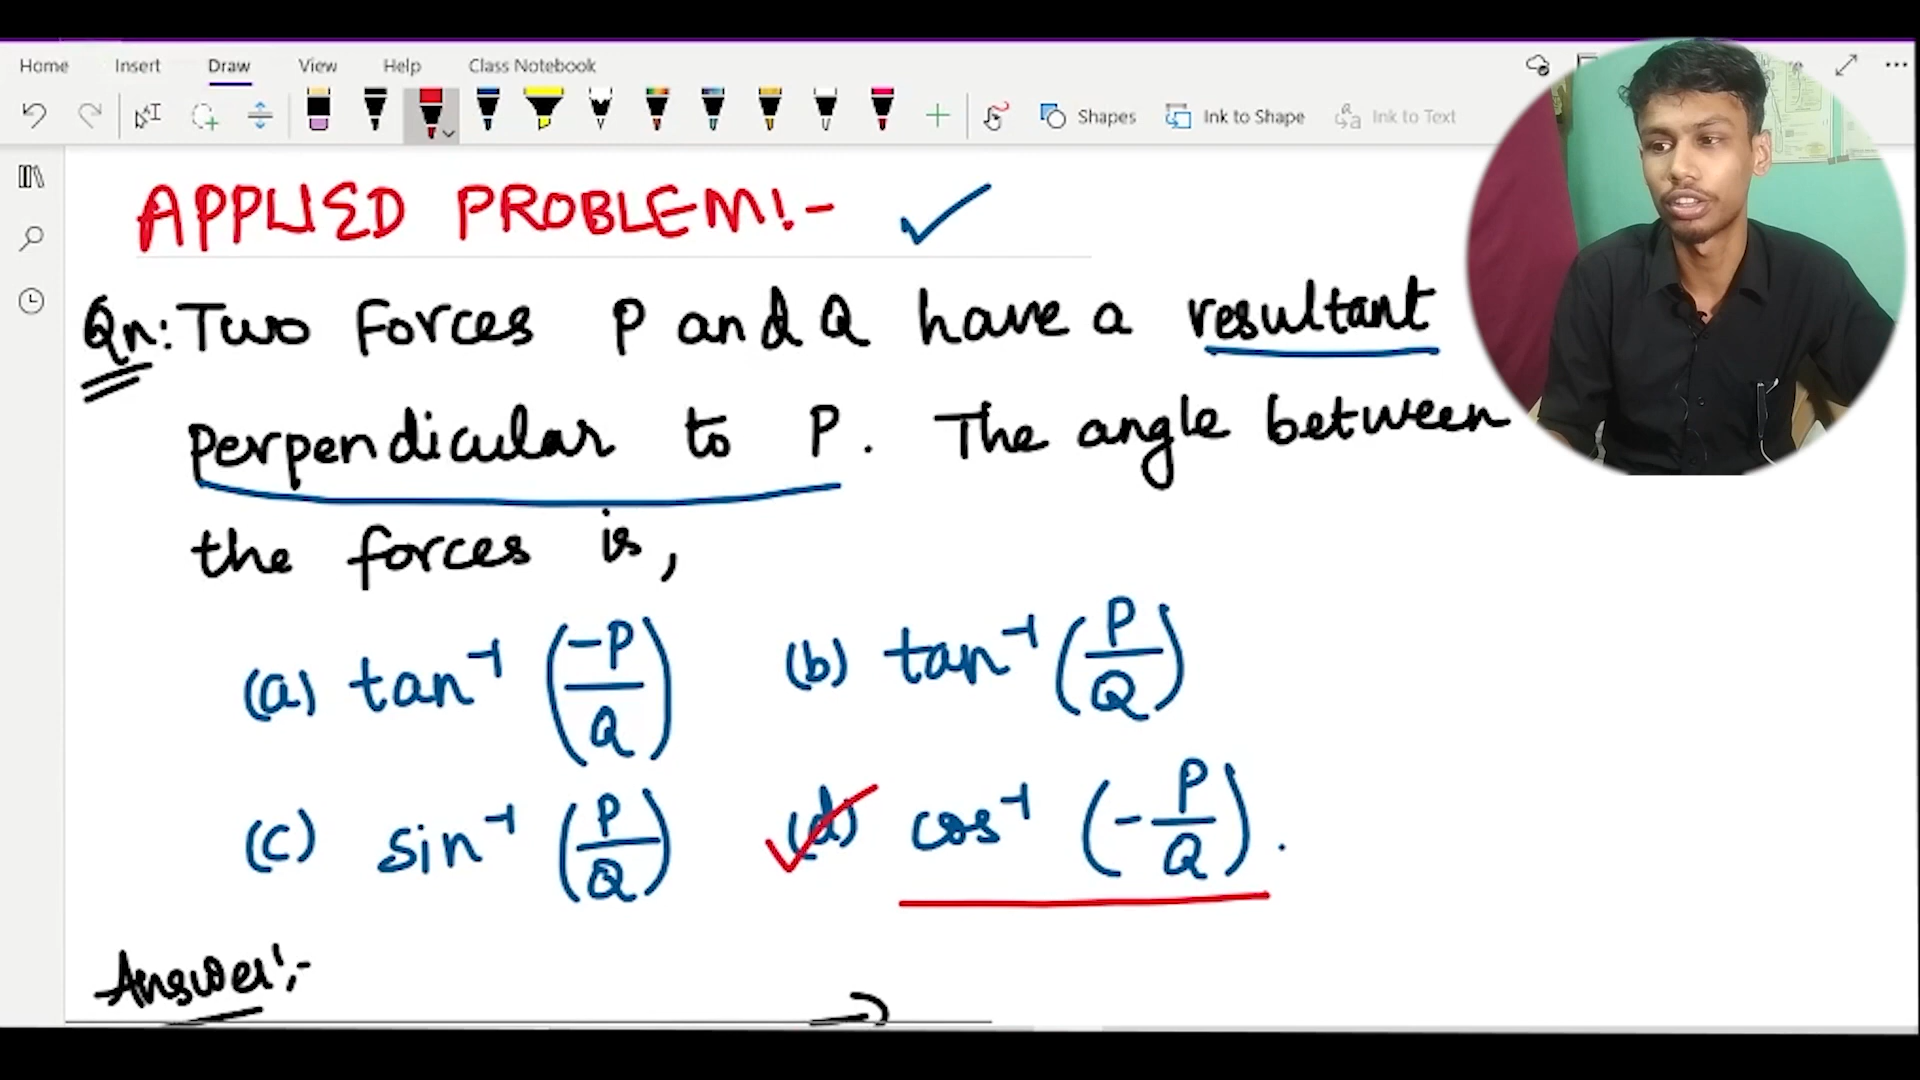 Home Insert Draw View Help Class Notebook
Shapes Ink to Shape Ink to Text
APPLIED PROBLEM:-
Qn: Two forces P and Q have a resultant
perpendicular to P. The angle between
the forces is,
(a) tan⁻¹ (-P/Q) (b) tan⁻¹ (P/Q)
(c) sin⁻¹ (P/Q) (d) cos⁻¹ (-P/Q).
Answer:-